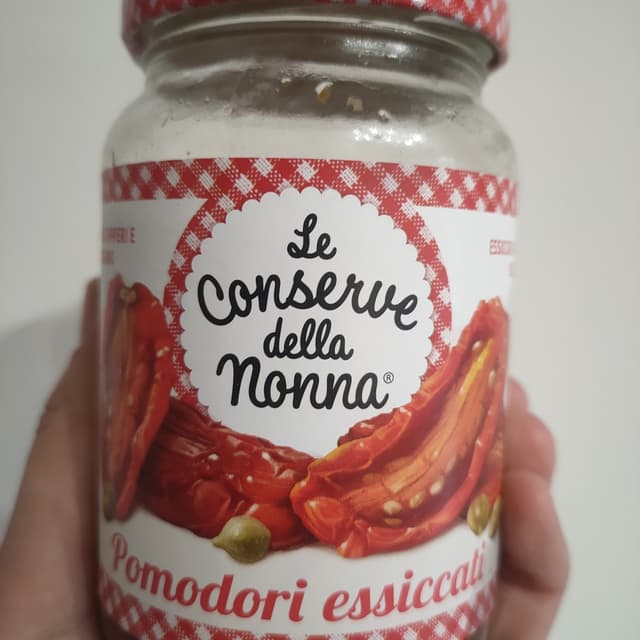 Le
Conserve
della
Nonna®
Pomodori essiccati